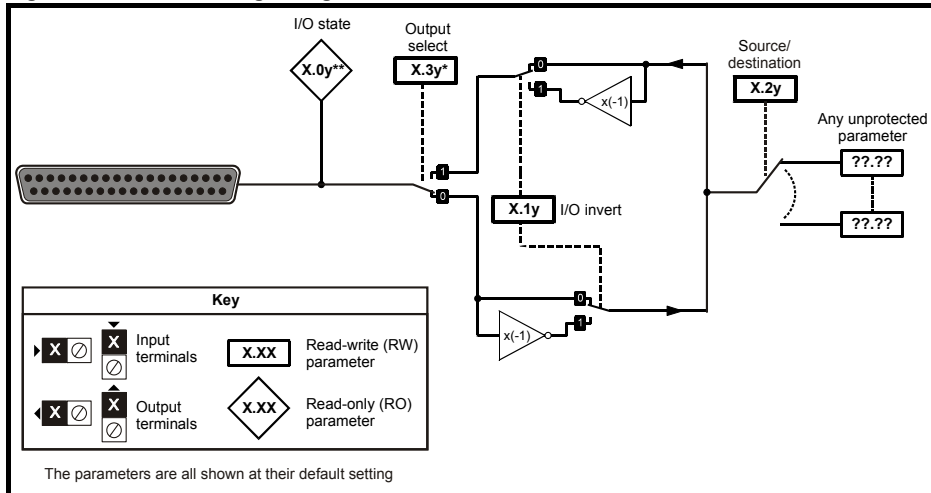 I/O state
X.0y**
Output
select
X.3y*
0
1
x(-1)
Source/
destination
X.2y
Any unprotected
parameter
??.??
??.??
1
0
X.1y
I/O invert
0
1
x(-1)
Key
X
X
Input
terminals
X.XX
Read-write (RW)
parameter
X
X
Output
terminals
X.XX
Read-only (RO)
parameter
The parameters are all shown at their default setting